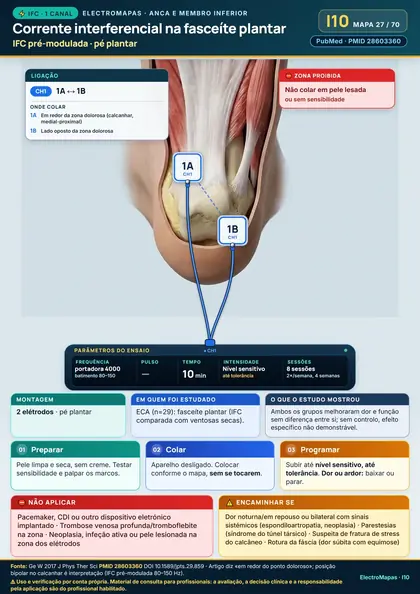 IFC · 1 CANAL
ELECTROMAPAS · ANCA E MEMBRO INFERIOR
Corrente interferencial na fasceíte plantar
IFC pré-modulada · pé plantar
I10 MAPA 27 / 70
PubMed · PMID 28603360
LIGAÇÃO
CH1 1A ↔ 1B
ONDE COLAR
1A Em redor da zona dolorosa (calcanhar,
medial-proximal)
1B Lado oposto da zona dolorosa
ZONA PROIBIDA
Não colar em pele lesada
ou sem sensibilidade
1A
CH1
1B
CH1
PARÂMETROS DO ENSAIO
CH1
FREQUÊNCIA
portadora 4000
batimento 80–150
PULSO
—
TEMPO
10 min
INTENSIDADE
Nível sensitivo
até tolerância
SESSÕES
8 sessões
2×/semana, 4 semanas
MONTAGEM
2 elétrodos · pé plantar
EM QUEM FOI ESTUDADO
ECA (n=29): fasceíte plantar (IFC
comparada com ventosas secas).
O QUE O ESTUDO MOSTROU
Ambos os grupos melhoraram dor e função
sem diferença entre si; sem controlo, efeito
específico não demonstrável.
01 Preparar
Pele limpa e seca, sem creme. Testar
sensibilidade e palpar os marcos.
02 Colar
Aparelho desligado. Colocar
conforme o mapa, sem se tocarem.
03 Programar
Subir até nível sensitivo, até
tolerância. Dor ou ardor: baixar ou
parar.
NÃO APLICAR
Pacemaker, CDI ou outro dispositivo eletrónico
implantado · Trombose venosa profunda/tromboflebite
na zona · Neoplasia, infeção ativa ou pele lesionada na
zona dos elétrodos
ENCAMINHAR SE
Dor noturna/em repouso ou bilateral com sinais
sistémicos (espondiloartropatia, neoplasia) · Parestesias
(síndrome do túnel társico) · Suspeita de fratura de stress
do calcâneo · Rotura da fáscia (dor súbita com equimose)
Fonte: Ge W 2017 J Phys Ther Sci PMID 28603360 DOI 10.1589/jpts.29.859 · Artigo diz «em redor do ponto doloroso»; posição
no calcanhar é interpretação (IFC pré-modulada 80–150 Hz).
Uso e verificação por conta própria. Material de consulta para profissionais: a avaliação, a decisão clínica e a responsabilidade
pela aplicação são do profissional habilitado.
ElectroMapas · I10